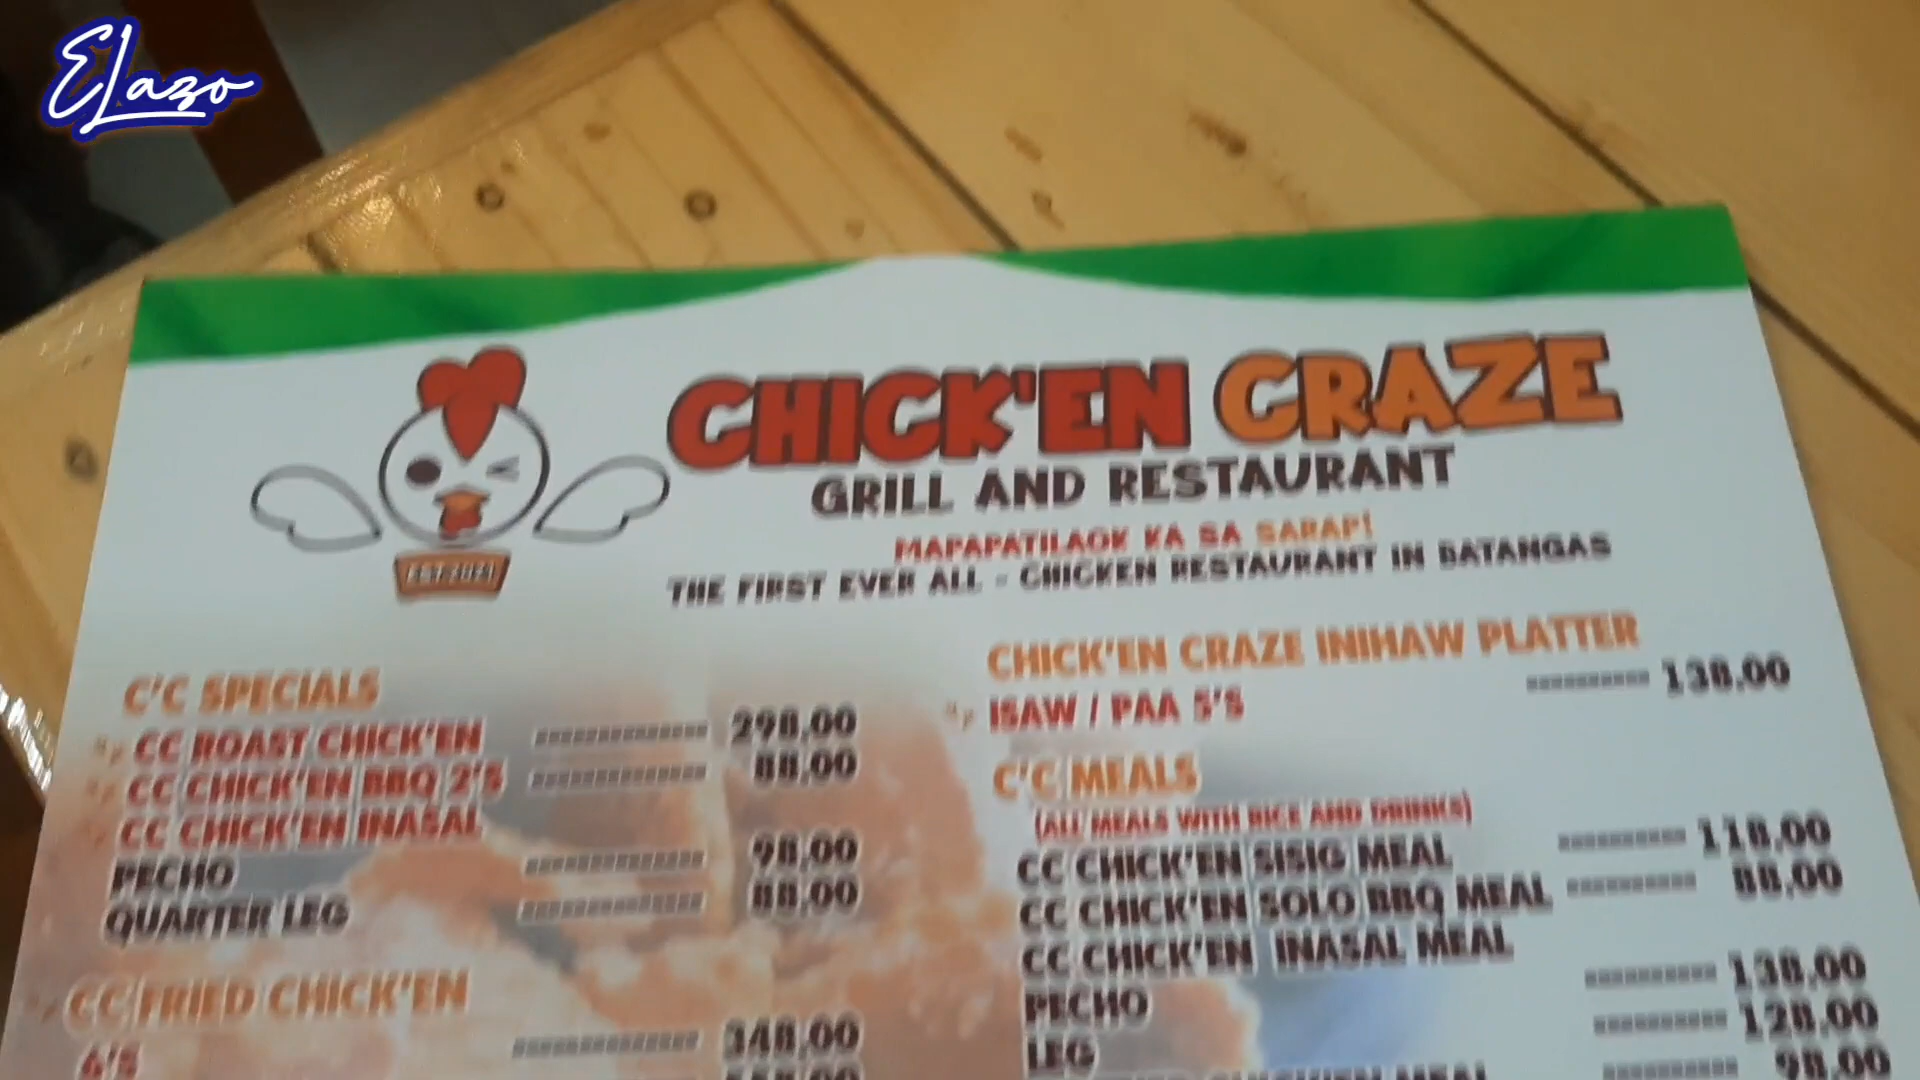 ELazo
CHICK'EN CRAZE
GRILL AND RESTAURANT
MAPAPATILAOK KA SA SARAP!
THE FIRST EVER ALL - CHICKEN RESTAURANT IN BATANGAS
EST 2021
C'C SPECIALS
CC ROAST CHICK'EN ---------- 298.00
CC CHICK'EN BBQ 2'S ---------- 88.00
CC CHICK'EN INASAL
PECHO ---------- 98.00
QUARTER LEG ---------- 88.00
CC FRIED CHICK'EN
6'S ---------- 348.00
CHICK'EN CRAZE INIHAW PLATTER
ISAW / PAA 5'S ---------- 138.00
C'C MEALS
(ALL MEALS WITH RICE AND DRINKS)
CC CHICK'EN SISIG MEAL ---------- 118.00
CC CHICK'EN SOLO BBQ MEAL ---------- 88.00
CC CHICK'EN INASAL MEAL
PECHO ---------- 138.00
LEG ---------- 128.00
MEAL ---------- 98.00